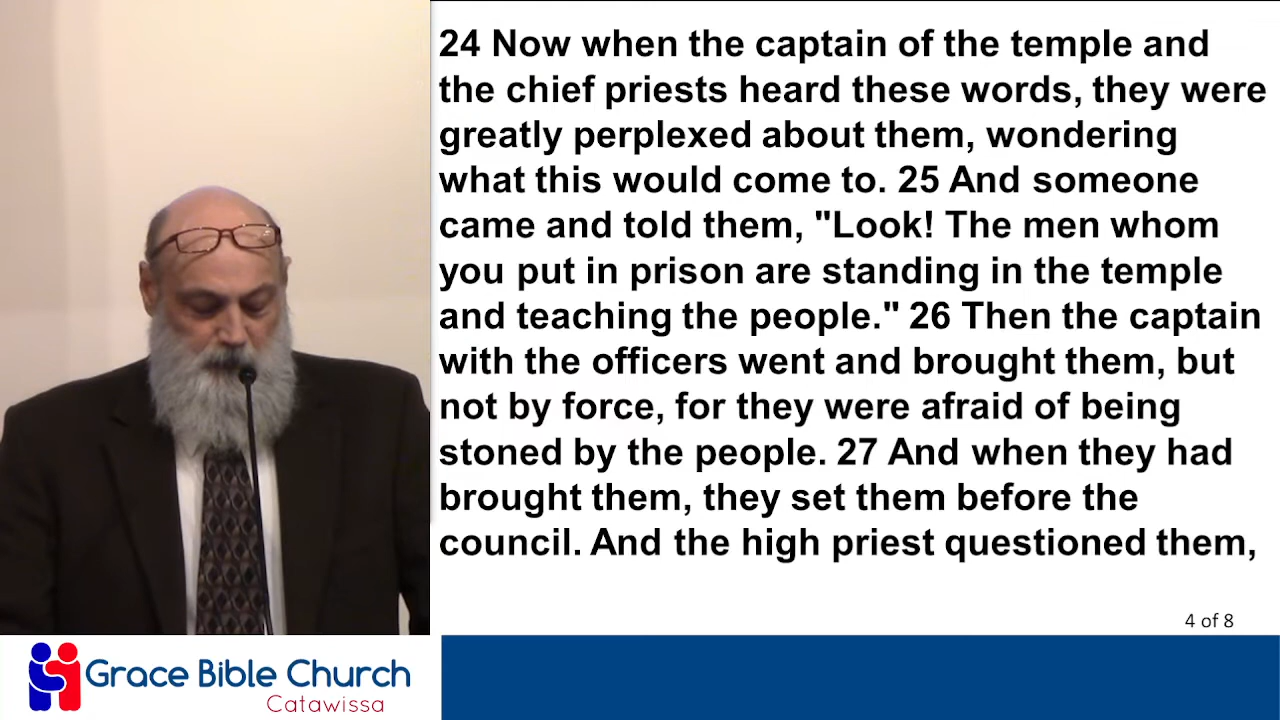 24 Now when the captain of the temple and
the chief priests heard these words, they were
greatly perplexed about them, wondering
what this would come to. 25 And someone
came and told them, "Look! The men whom
you put in prison are standing in the temple
and teaching the people." 26 Then the captain
with the officers went and brought them, but
not by force, for they were afraid of being
stoned by the people. 27 And when they had
brought them, they set them before the
council. And the high priest questioned them,
4 of 8
Grace Bible Church
Catawissa